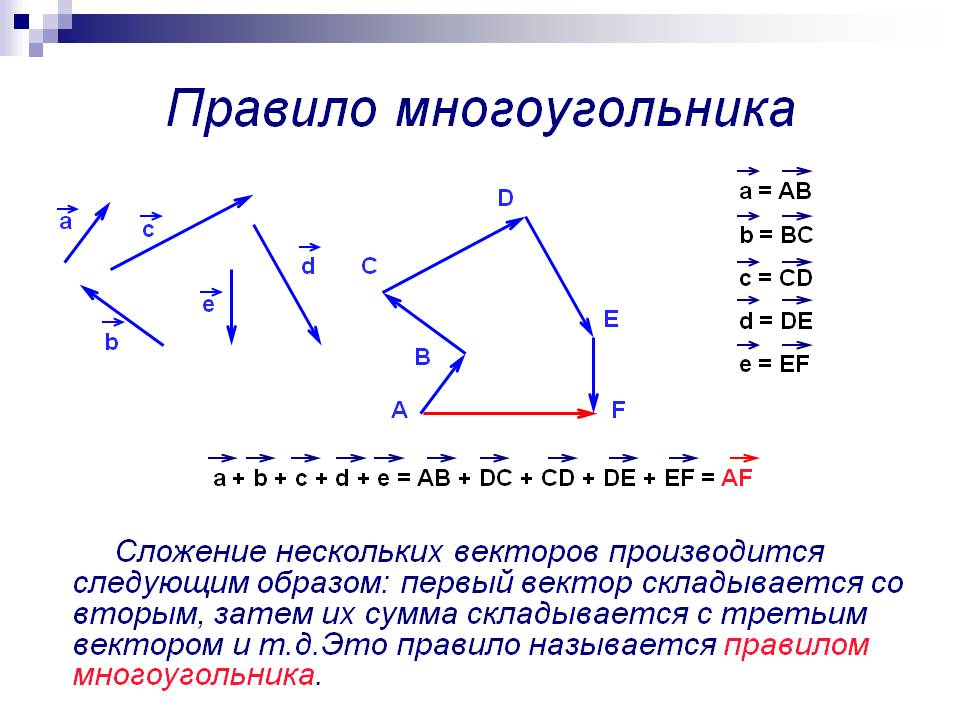 Правило многоугольника
a
c
d
e
b
D
C
E
B
A
F
a = AB
b = BC
c = CD
d = DE
e = EF
a + b + c + d + e = AB + DC + CD + DE + EF = AF
Сложение нескольких векторов производится
следующим образом: первый вектор складывается со
вторым, затем их сумма складывается с третьим
вектором и т.д.Это правило называется правилом
многоугольника.